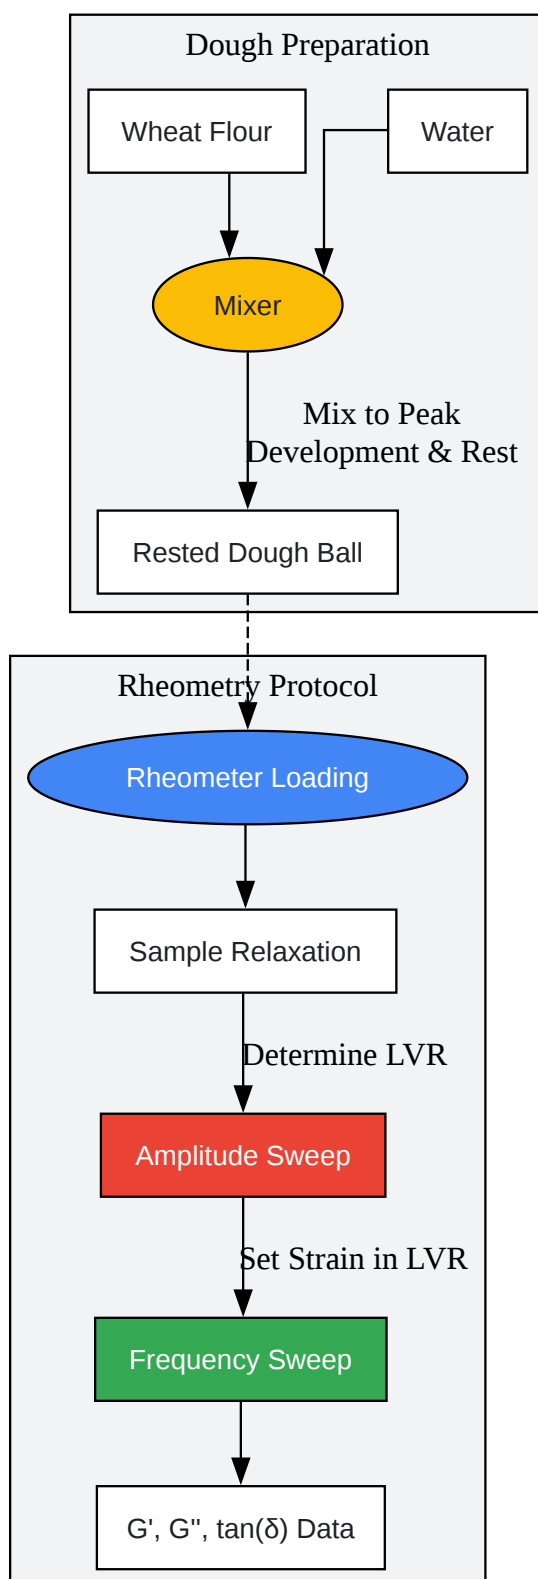 Dough Preparation
Wheat Flour
Water
Mixer
Mix to Peak
Development & Rest
Rested Dough Ball
Rheometry Protocol
Rheometer Loading
Sample Relaxation
Determine LVR
Amplitude Sweep
Set Strain in LVR
Frequency Sweep
G', G'', tan(δ) Data